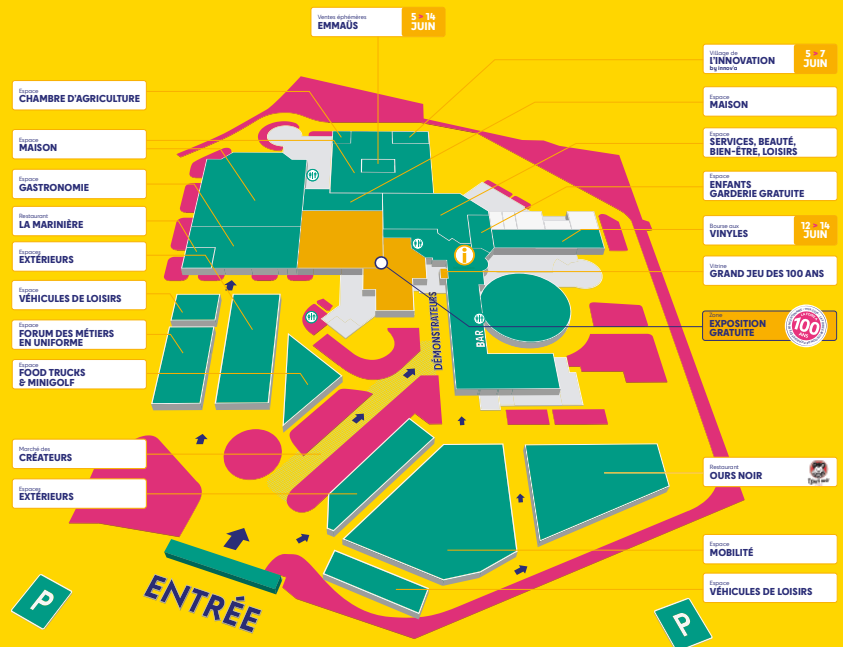 Ventes éphémères
EMMAÜS
5 > 14
JUIN
Village de
L'INNOVATION
by innov'a
5 > 7
JUIN
Espace
CHAMBRE D'AGRICULTURE
Espace
MAISON
Espace
MAISON
Espace
SERVICES, BEAUTÉ,
BIEN-ÊTRE, LOISIRS
Espace
GASTRONOMIE
Espace
ENFANTS
GARDERIE GRATUITE
Restaurant
LA MARINIÈRE
Bourse aux
VINYLES
12 > 14
JUIN
Espaces
EXTÉRIEURS
Vitrine
GRAND JEU DES 100 ANS
Espace
VÉHICULES DE LOISIRS
Zone
EXPOSITION
GRATUITE
100
ANS
Espace
FORUM DES MÉTIERS
EN UNIFORME
Espace
FOOD TRUCKS
& MINIGOLF
i
DÉMONSTRATEURS
BAR
Marché des
CRÉATEURS
Espaces
EXTÉRIEURS
Restaurant
OURS NOIR
Espace
MOBILITÉ
Espace
VÉHICULES DE LOISIRS
ENTRÉE
P
P